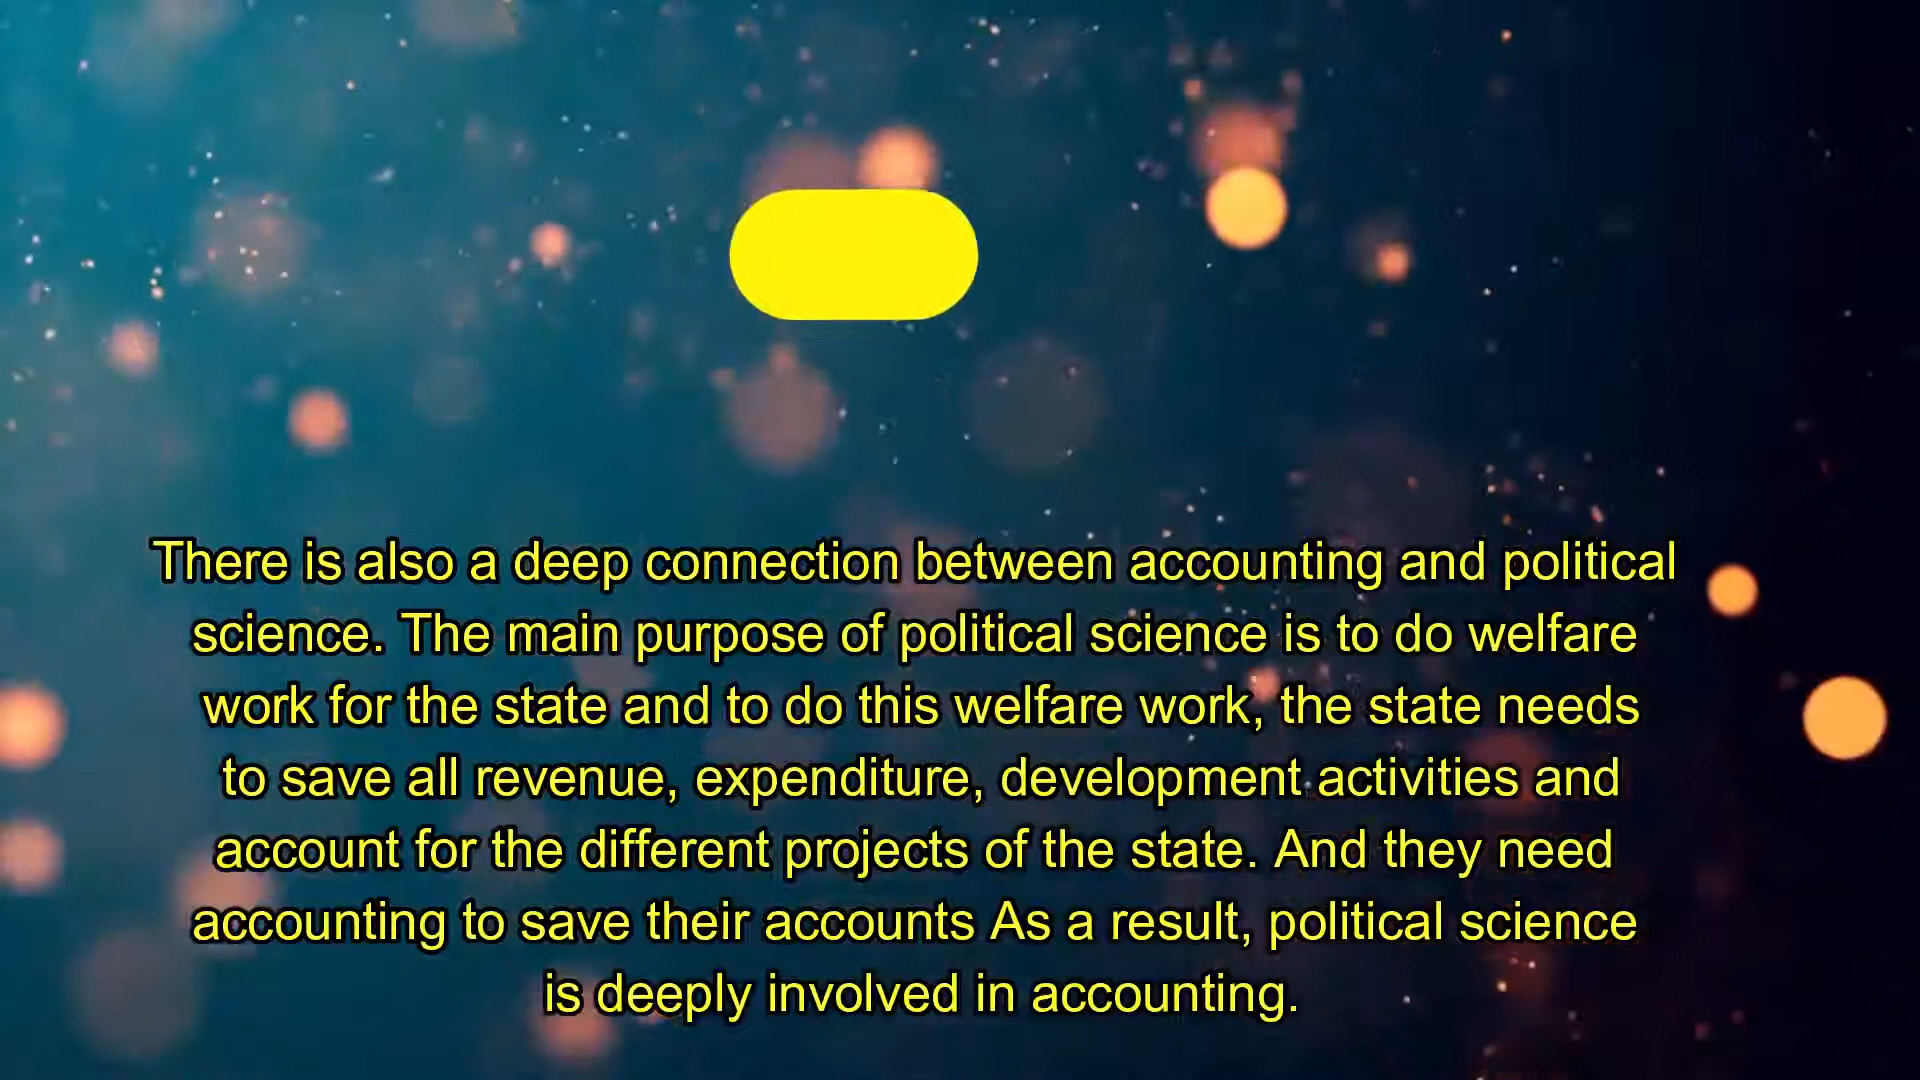 There is also a deep connection between accounting and political
science. The main purpose of political science is to do welfare
work for the state and to do this welfare work, the state needs
to save all revenue, expenditure, development activities and
account for the different projects of the state. And they need
accounting to save their accounts As a result, political science
is deeply involved in accounting.